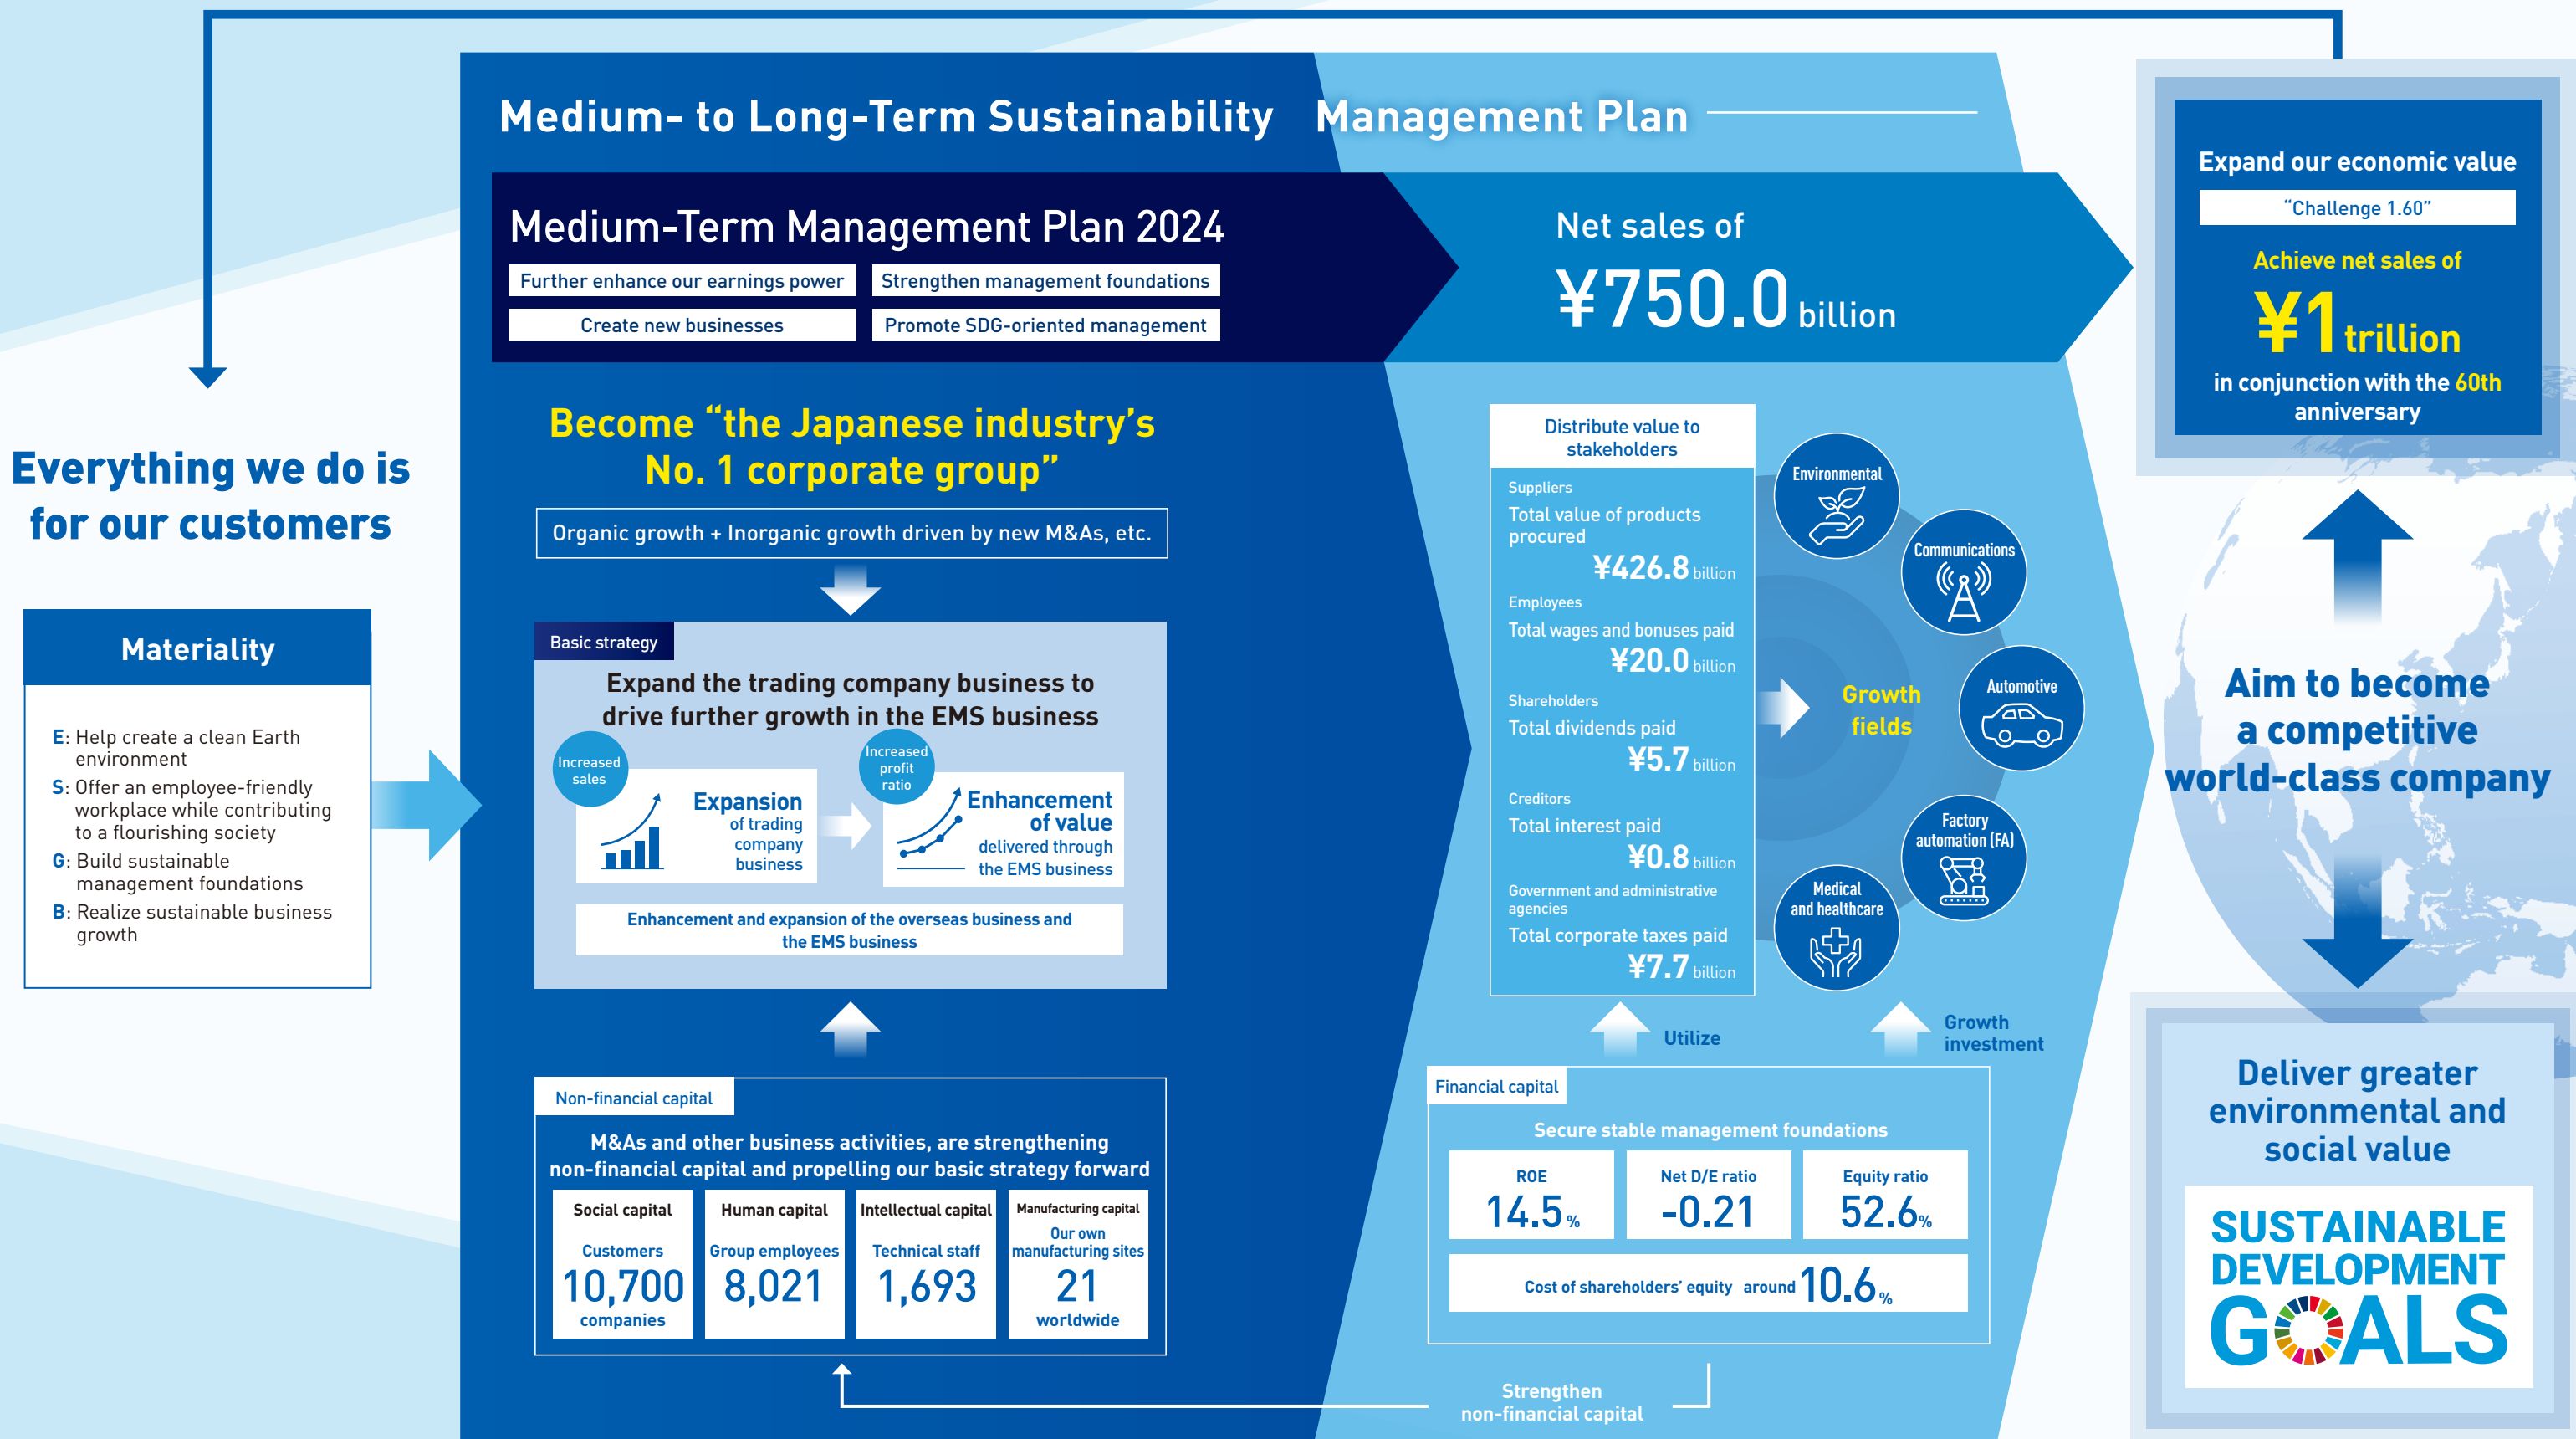 Medium- to Long-Term Sustainability Management Plan
Everything we do is
for our customers
Materiality
E: Help create a clean Earth
environment
S: Offer an employee-friendly
workplace while contributing
to a flourishing society
G: Build sustainable
management foundations
B: Realize sustainable business
growth
Medium-Term Management Plan 2024
Further enhance our earnings power
Strengthen management foundations
Create new businesses
Promote SDG-oriented management
Become “the Japanese industry’s
No. 1 corporate group”
Organic growth + Inorganic growth driven by new M&As, etc.
Basic strategy
Expand the trading company business to
drive further growth in the EMS business
Increased
sales
Expansion
of trading
company
business
Increased
profit
ratio
Enhancement
of value
delivered through
the EMS business
Enhancement and expansion of the overseas business and
the EMS business
Non-financial capital
M&As and other business activities, are strengthening
non-financial capital and propelling our basic strategy forward
Social capital
Customers
10,700
companies
Human capital
Group employees
8,021
Intellectual capital
Technical staff
1,693
Manufacturing capital
Our own
manufacturing sites
21
worldwide
Net sales of
¥750.0 billion
Distribute value to
stakeholders
Suppliers
Total value of products
procured
¥426.8 billion
Employees
Total wages and bonuses paid
¥20.0 billion
Shareholders
Total dividends paid
¥5.7 billion
Creditors
Total interest paid
¥0.8 billion
Government and administrative
agencies
Total corporate taxes paid
¥7.7 billion
Growth
fields
Environmental
Communications
Automotive
Factory
automation (FA)
Medical
and healthcare
Utilize
Growth
investment
Financial capital
Secure stable management foundations
ROE
14.5%
Net D/E ratio
-0.21
Equity ratio
52.6%
Cost of shareholders’ equity around 10.6%
Strengthen
non-financial capital
Expand our economic value
“Challenge 1.60”
Achieve net sales of
¥1 trillion
in conjunction with the 60th
anniversary
Aim to become
a competitive
world-class company
Deliver greater
environmental and
social value
SUSTAINABLE
DEVELOPMENT
GOALS